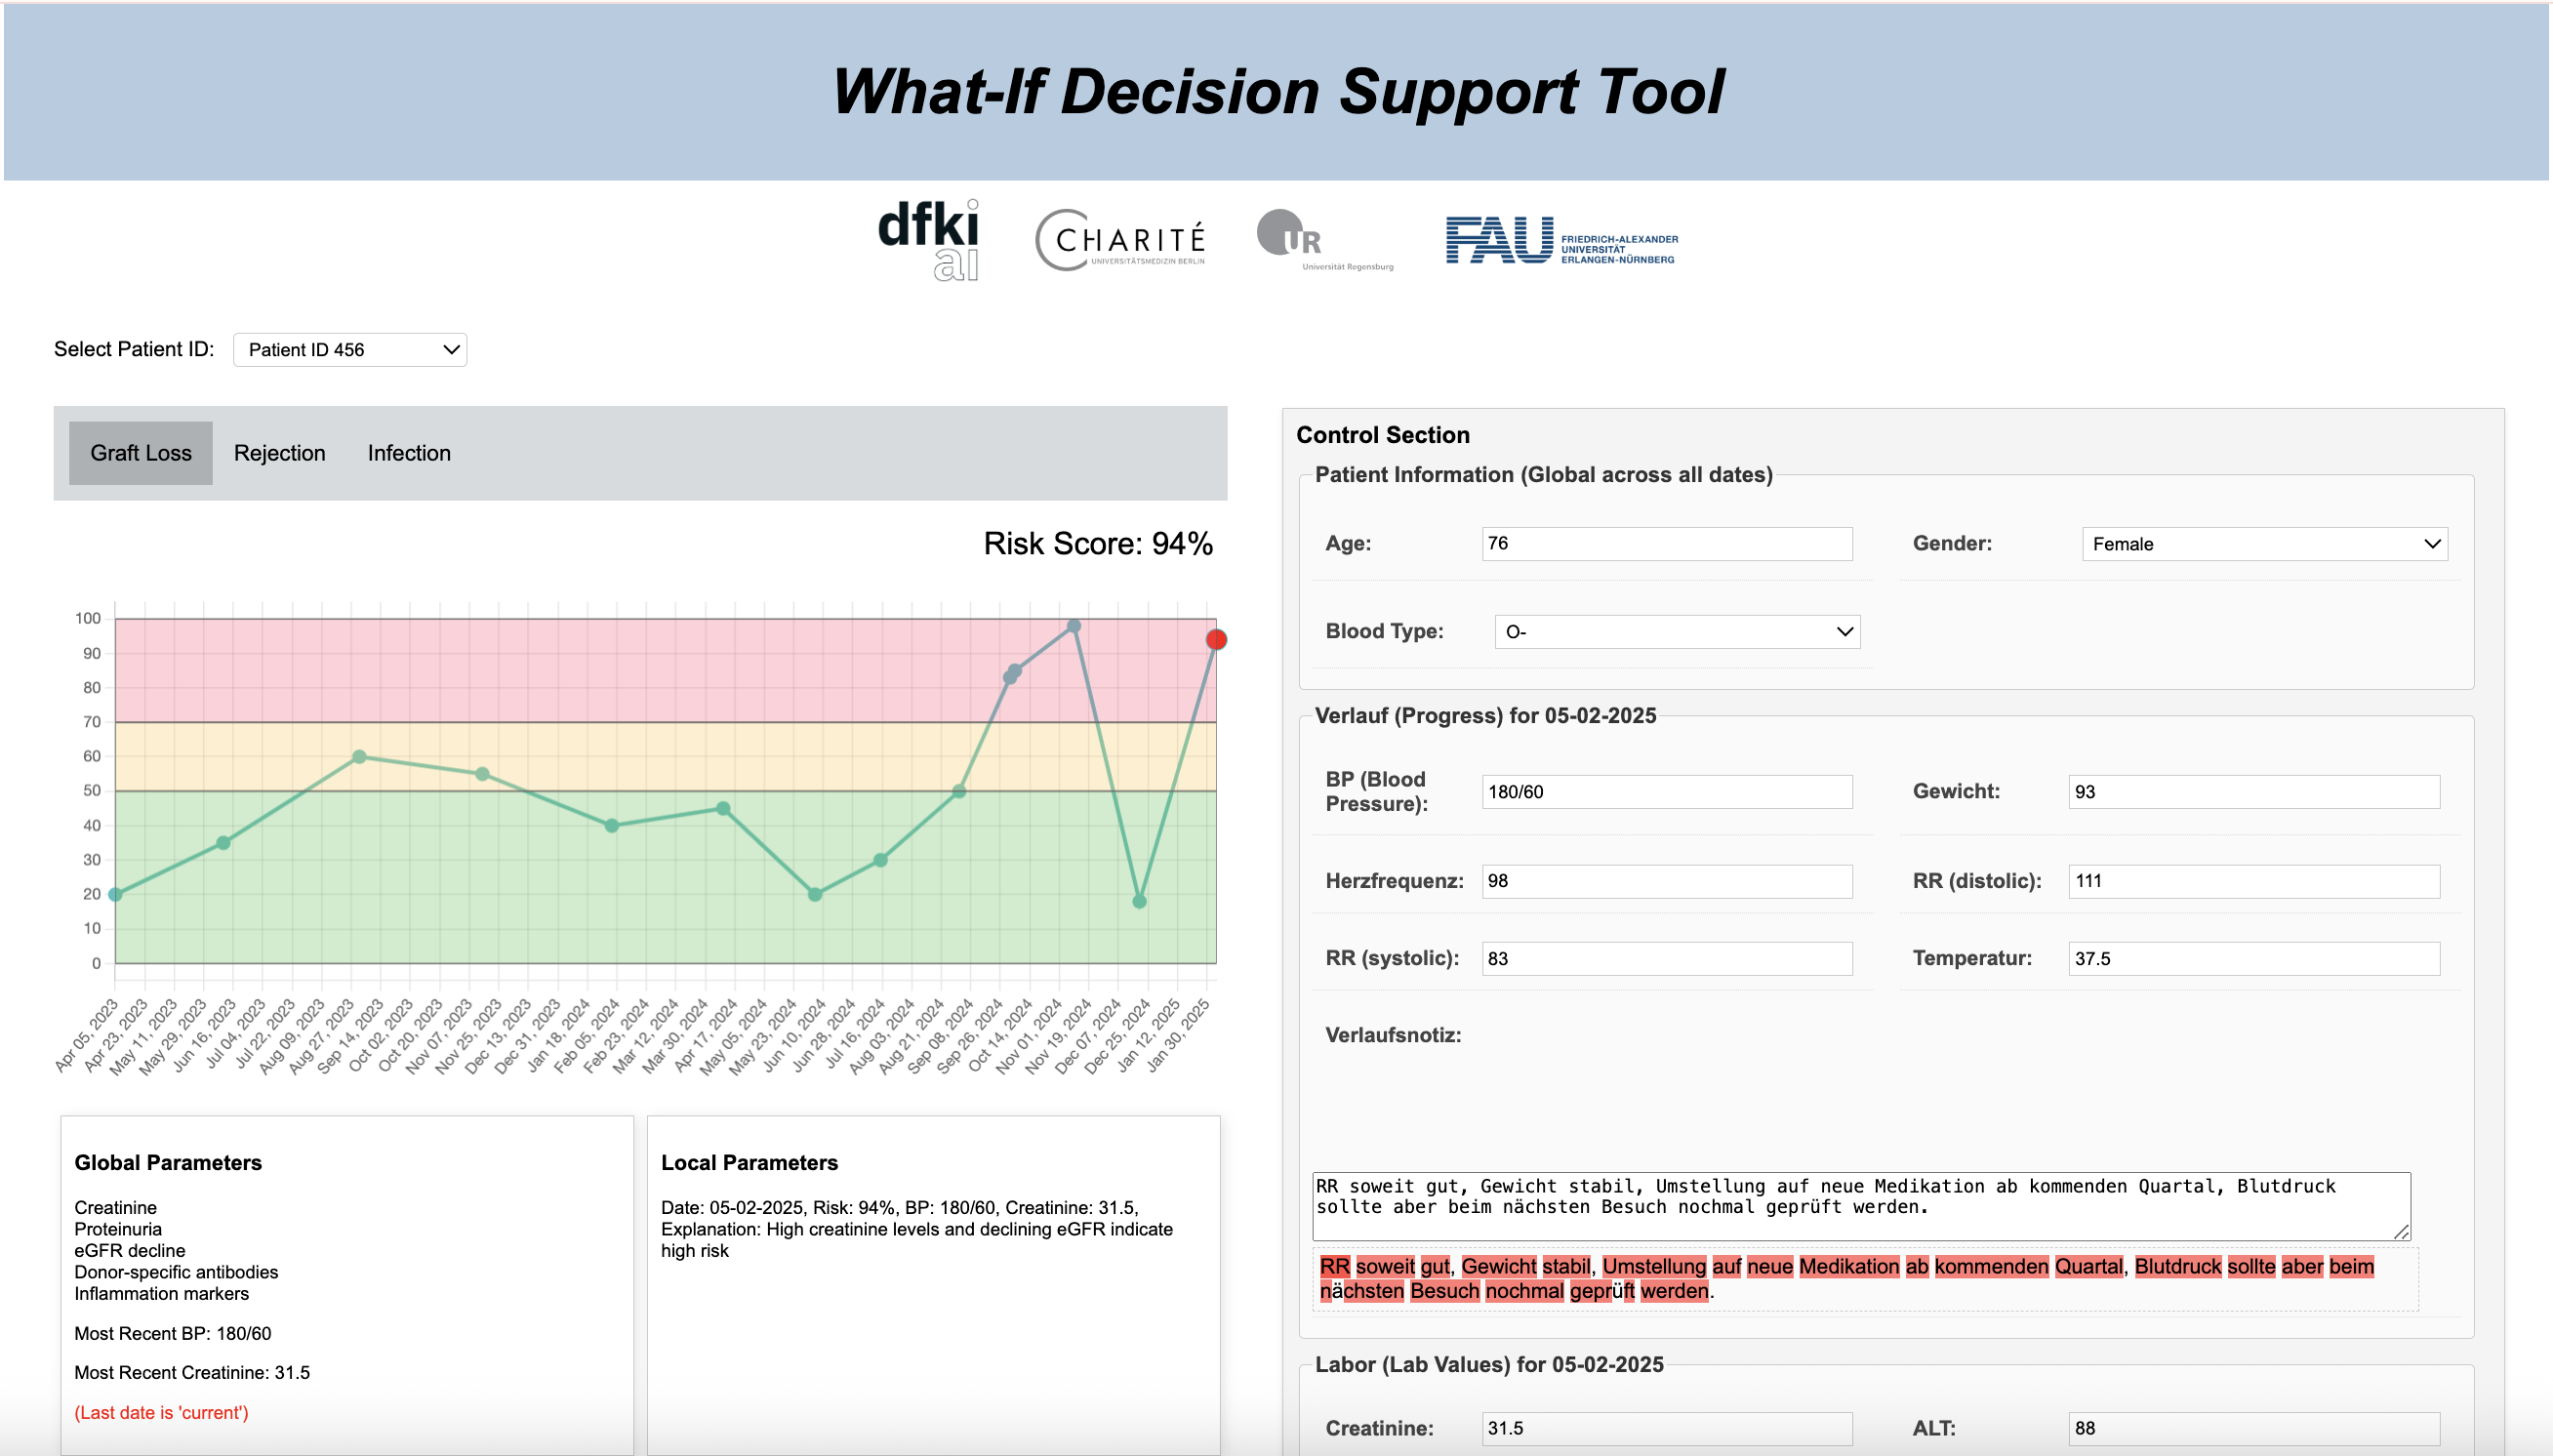 What-If Decision Support Tool
dfki
ai
CHARITÉ
UNIVERSITÄTSMEDIZIN BERLIN
UR
Universität Regensburg
FAU
FRIEDRICH-ALEXANDER
UNIVERSITÄT
ERLANGEN-NÜRNBERG
Select Patient ID: Patient ID 456
Graft Loss Rejection Infection
Risk Score: 94%
100
90
80
70
60
50
40
30
20
10
0
Apr 05, 2023
Apr 23, 2023
May 11, 2023
May 29, 2023
Jun 16, 2023
Jul 04, 2023
Jul 22, 2023
Aug 09, 2023
Aug 27, 2023
Sep 14, 2023
Oct 02, 2023
Oct 20, 2023
Nov 07, 2023
Nov 25, 2023
Dec 13, 2023
Dec 31, 2023
Jan 18, 2024
Feb 05, 2024
Feb 23, 2024
Mar 12, 2024
Mar 30, 2024
Apr 17, 2024
May 05, 2024
May 23, 2024
Jun 10, 2024
Jun 28, 2024
Jul 16, 2024
Aug 03, 2024
Aug 21, 2024
Sep 08, 2024
Sep 26, 2024
Oct 14, 2024
Nov 01, 2024
Nov 19, 2024
Dec 07, 2024
Dec 25, 2024
Jan 12, 2025
Jan 30, 2025
Global Parameters
Creatinine
Proteinuria
eGFR decline
Donor-specific antibodies
Inflammation markers
Most Recent BP: 180/60
Most Recent Creatinine: 31.5
(Last date is 'current')
Local Parameters
Date: 05-02-2025, Risk: 94%, BP: 180/60, Creatinine: 31.5,
Explanation: High creatinine levels and declining eGFR indicate
high risk
Control Section
Patient Information (Global across all dates)
Age: 76 Gender: Female
Blood Type: O-
Verlauf (Progress) for 05-02-2025
BP (Blood
Pressure): 180/60 Gewicht: 93
Herzfrequenz: 98 RR (distolic): 111
RR (systolic): 83 Temperatur: 37.5
Verlaufsnotiz:
RR soweit gut, Gewicht stabil, Umstellung auf neue Medikation ab kommenden Quartal, Blutdruck
sollte aber beim nächsten Besuch nochmal geprüft werden.
RR soweit gut, Gewicht stabil, Umstellung auf neue Medikation ab kommenden Quartal, Blutdruck sollte aber beim
nächsten Besuch nochmal geprüft werden.
Labor (Lab Values) for 05-02-2025
Creatinine: 31.5 ALT: 88